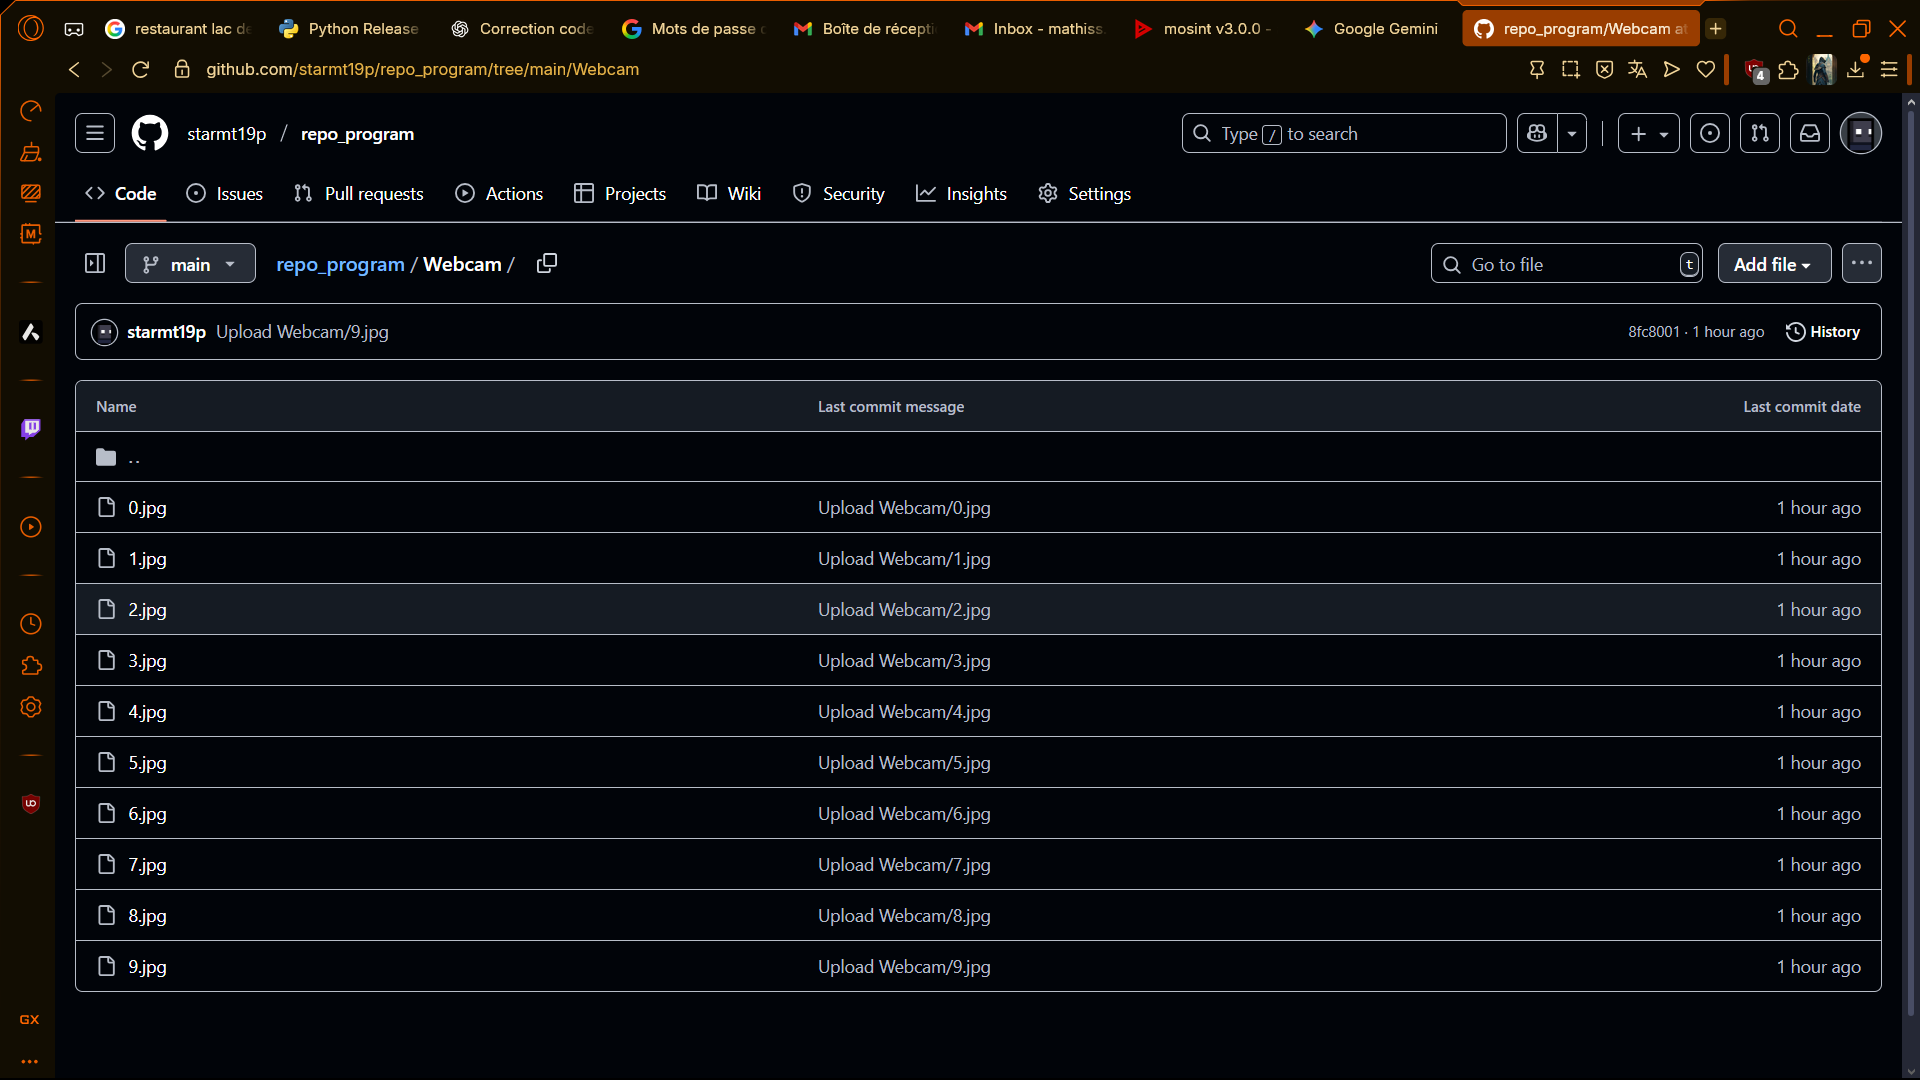 restaurant lac de
Python Release
Correction code
Mots de passe
Boîte de récepti
Inbox - mathiss.
mosint v3.0.0 -
Google Gemini
repo_program/Webcam at
github.com/starmt19p/repo_program/tree/main/Webcam
4
starmt19p / repo_program
Type / to search
Code
Issues
Pull requests
Actions
Projects
Wiki
Security
Insights
Settings
main
repo_program / Webcam /
Go to file
t
Add file
starmt19p Upload Webcam/9.jpg
8fc8001 · 1 hour ago
History
Name Last commit message Last commit date
..
0.jpg Upload Webcam/0.jpg 1 hour ago
1.jpg Upload Webcam/1.jpg 1 hour ago
2.jpg Upload Webcam/2.jpg 1 hour ago
3.jpg Upload Webcam/3.jpg 1 hour ago
4.jpg Upload Webcam/4.jpg 1 hour ago
5.jpg Upload Webcam/5.jpg 1 hour ago
6.jpg Upload Webcam/6.jpg 1 hour ago
7.jpg Upload Webcam/7.jpg 1 hour ago
8.jpg Upload Webcam/8.jpg 1 hour ago
9.jpg Upload Webcam/9.jpg 1 hour ago
M
UO
GX